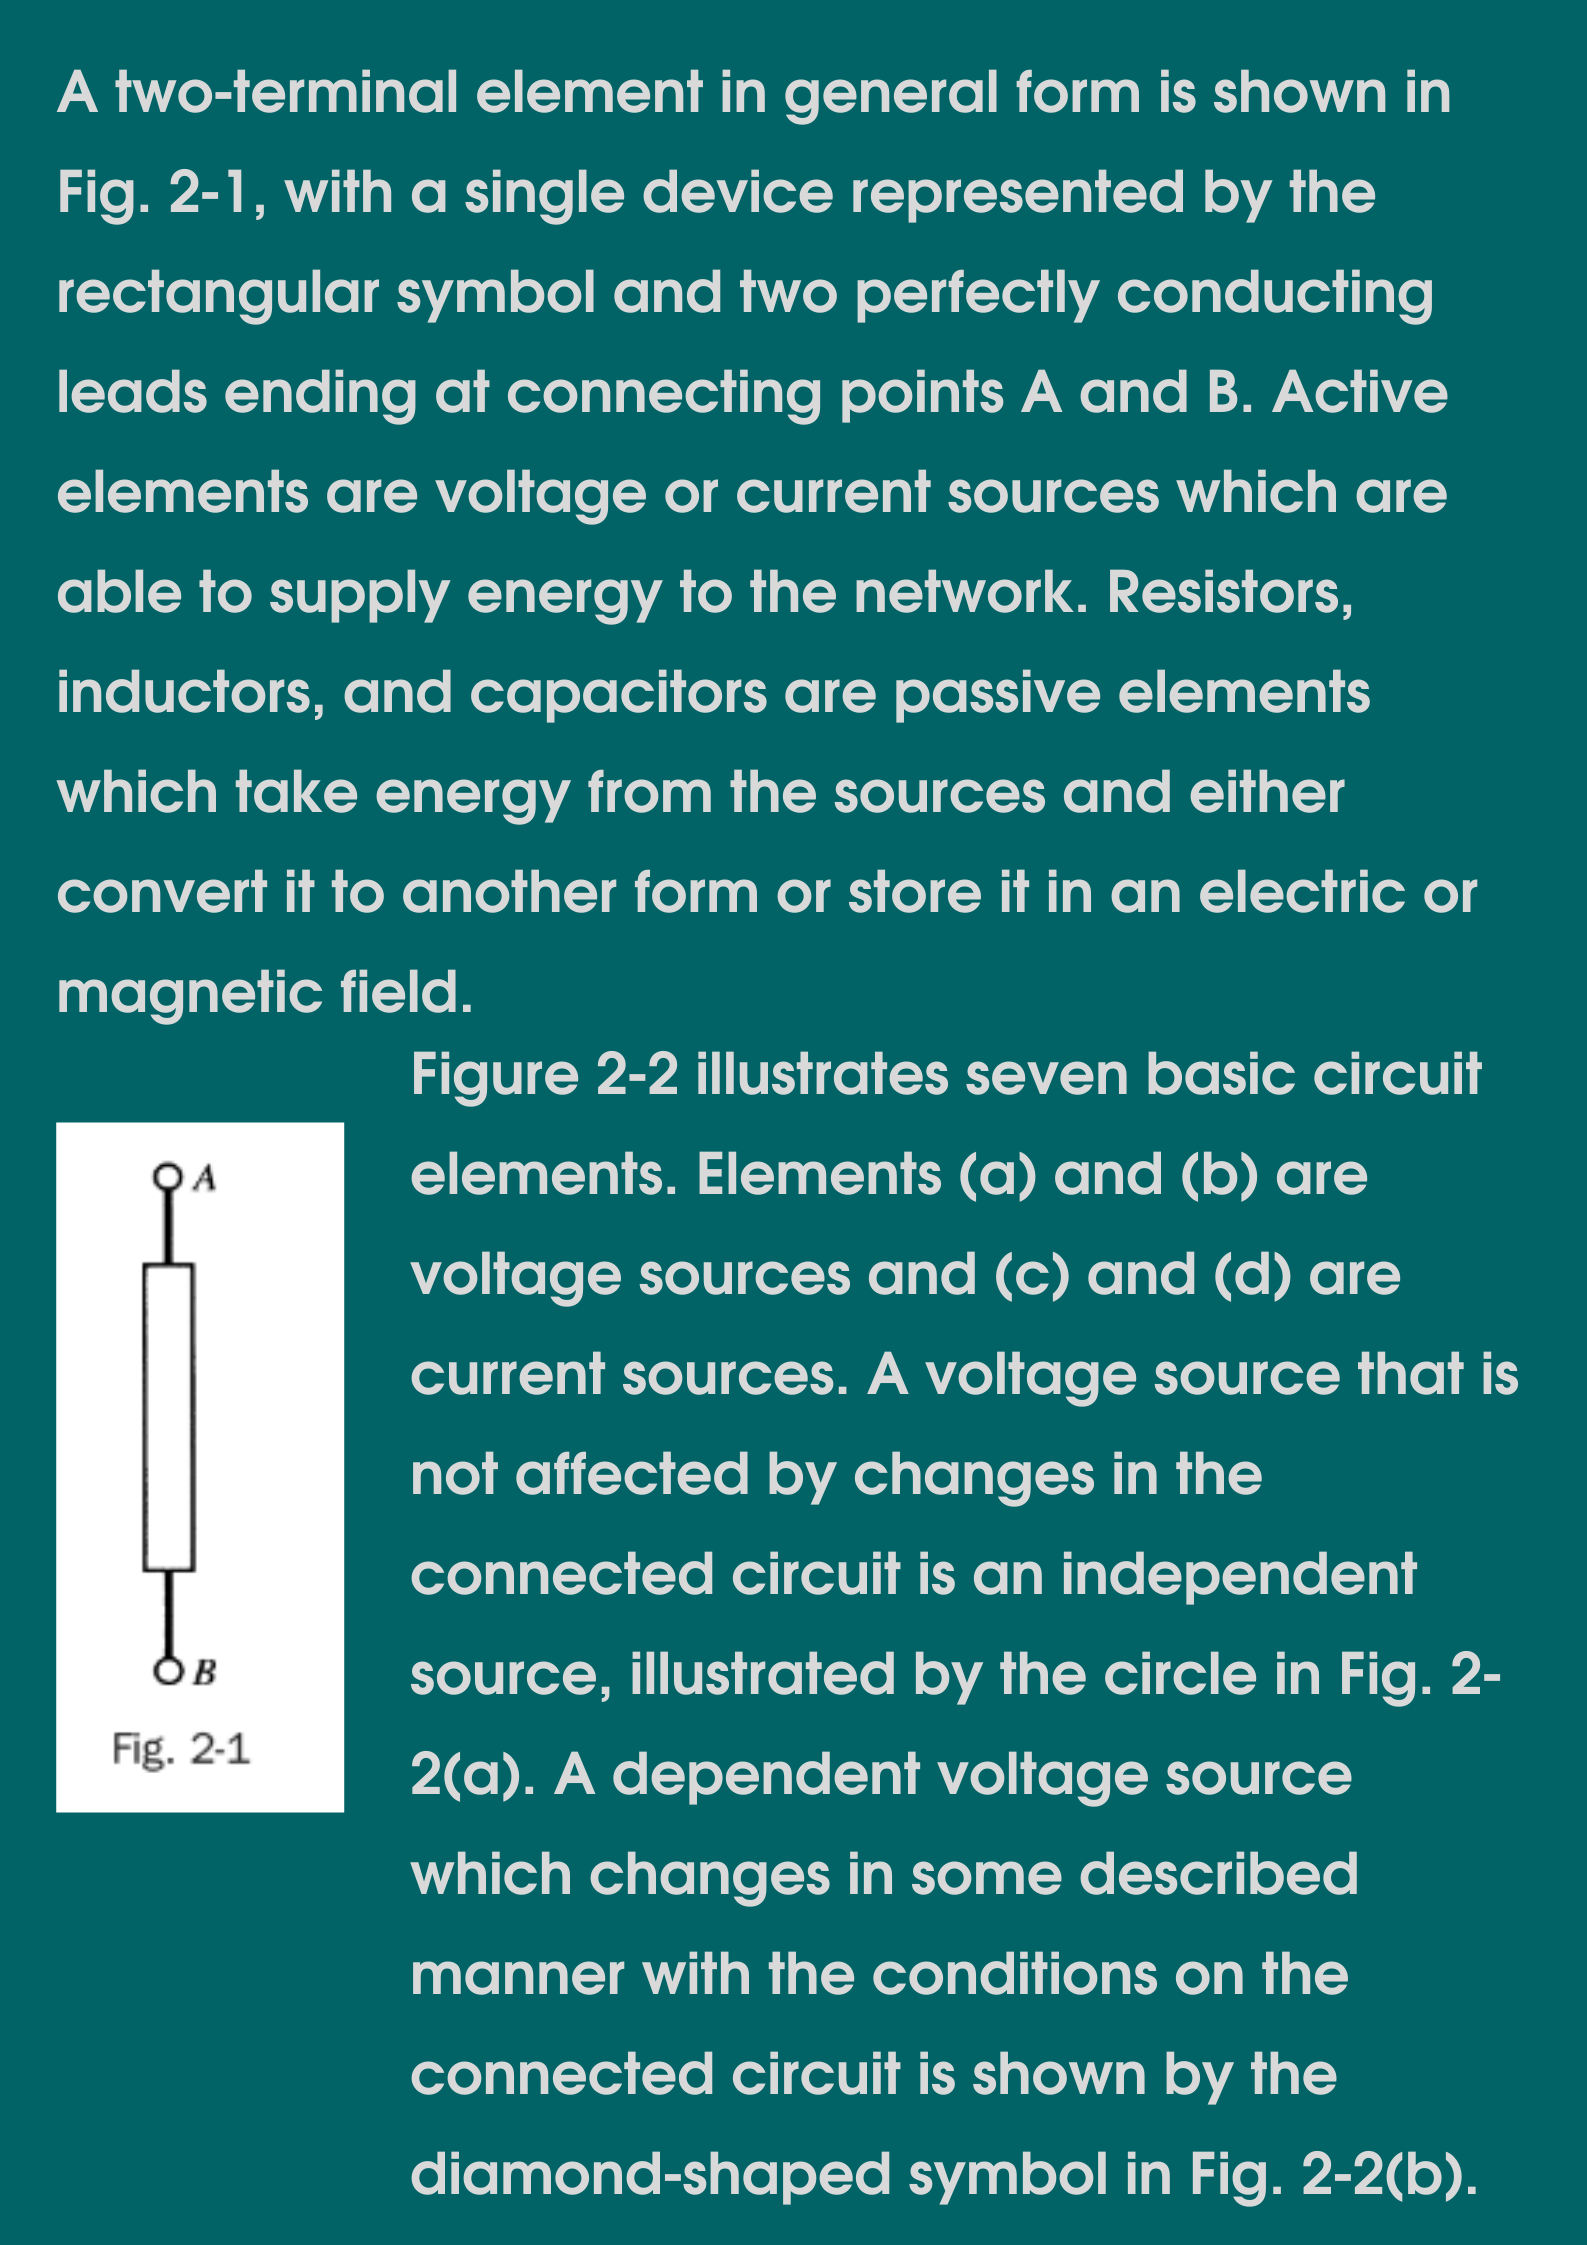 A two-terminal element in general form is shown in
Fig. 2-1, with a single device represented by the
rectangular symbol and two perfectly conducting
leads ending at connecting points A and B. Active
elements are voltage or current sources which are
able to supply energy to the network. Resistors,
inductors, and capacitors are passive elements
which take energy from the sources and either
convert it to another form or store it in an electric or
magnetic field.
A
B
Fig. 2-1
Figure 2-2 illustrates seven basic circuit
elements. Elements (a) and (b) are
voltage sources and (c) and (d) are
current sources. A voltage source that is
not affected by changes in the
connected circuit is an independent
source, illustrated by the circle in Fig. 2-
2(a). A dependent voltage source
which changes in some described
manner with the conditions on the
connected circuit is shown by the
diamond-shaped symbol in Fig. 2-2(b).